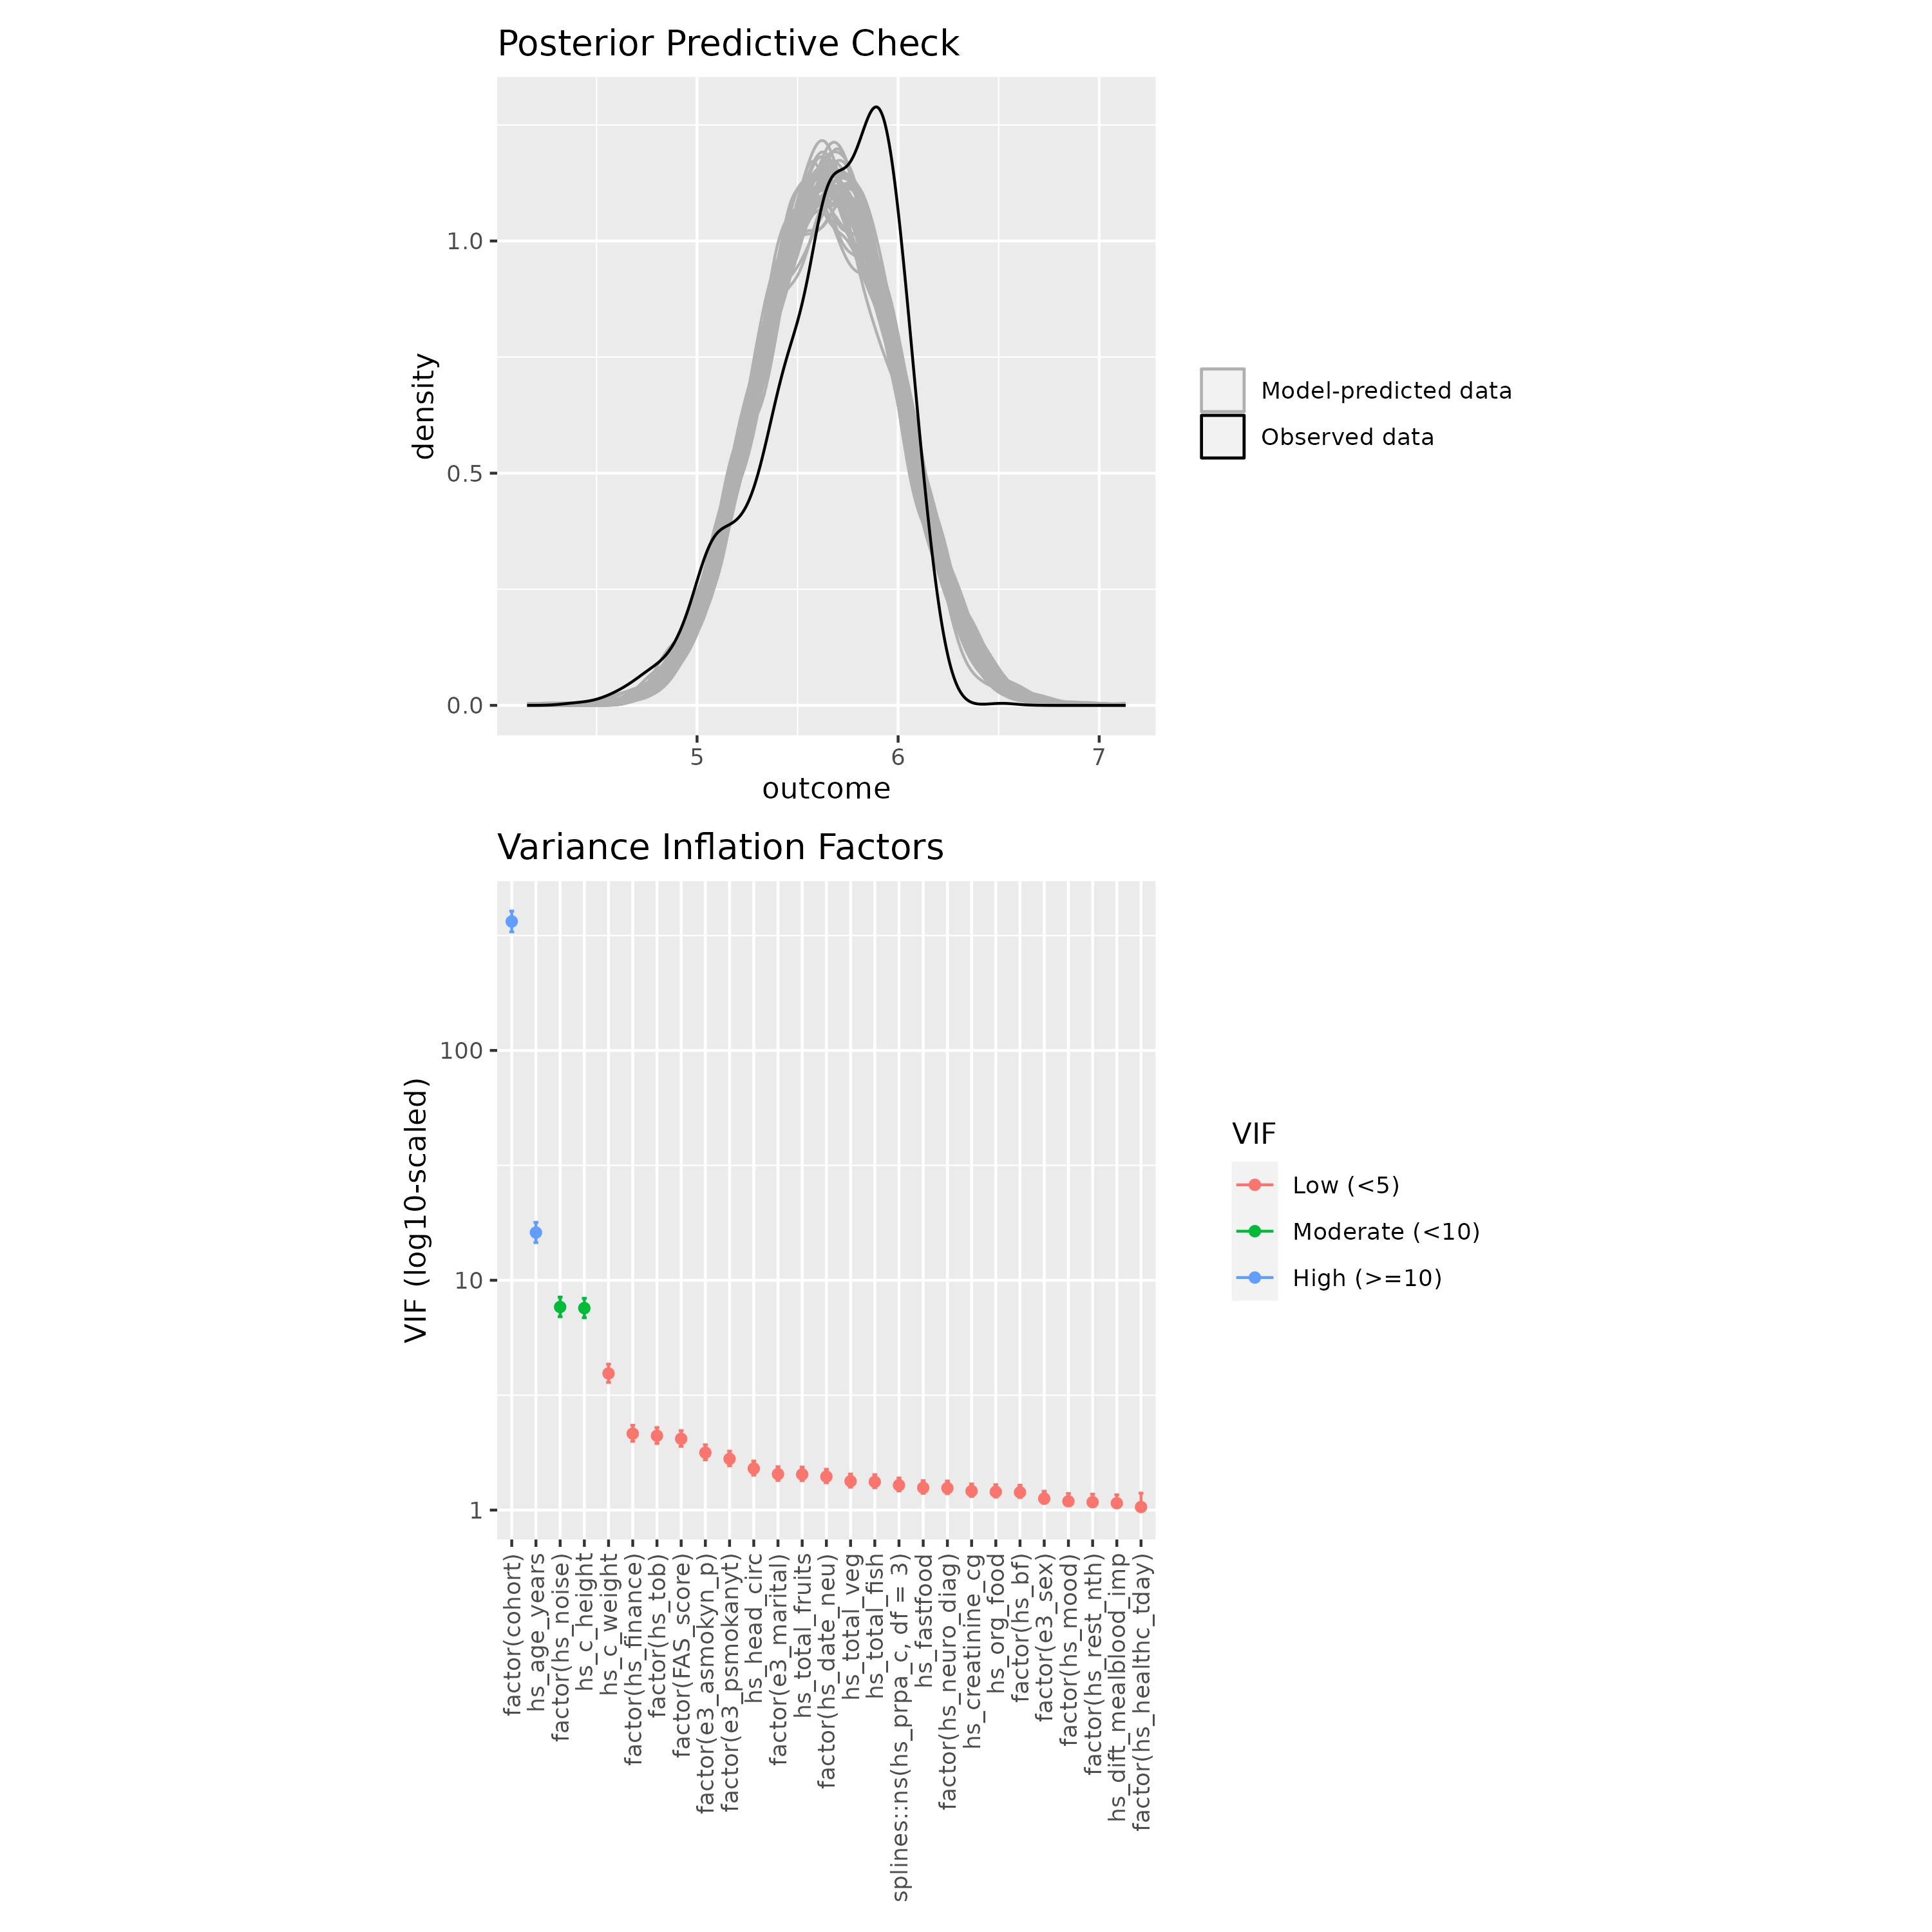 Posterior Predictive Check
density
1.0
0.5
0.0
5
6
7
outcome
Model-predicted data
Observed data
Variance Inflation Factors
VIF (log10-scaled)
100
10
1
factor(cohort)
hs_age_years
factor(hs_noise)
hs_c_height
hs_c_weight
factor(hs_finance)
factor(hs_tob)
factor(FAS_score)
factor(e3_asmokyn_p)
factor(e3_psmokanyt)
hs_head_circ
factor(e3_marital)
hs_total_fruits
factor(hs_date_neu)
hs_total_veg
hs_total_fish
splines::ns(hs_prpa_c, df = 3)
hs_fastfood
factor(hs_neuro_diag)
hs_creatinine_cg
hs_org_food
factor(hs_bf)
factor(e3_sex)
factor(hs_mood)
factor(hs_rest_nth)
hs_dift_mealblood_imp
factor(hs_healthc_tday)
VIF
Low (<5)
Moderate (<10)
High (>=10)